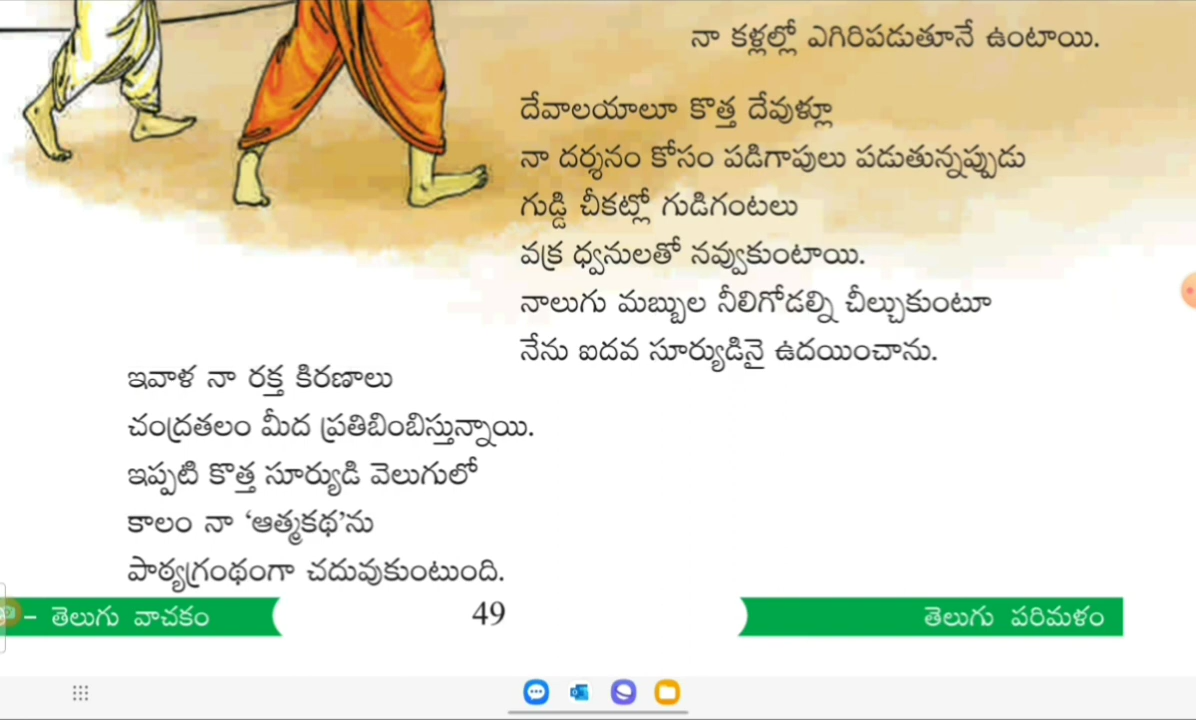 నా కళ్లల్లో ఎగిరిపడుతూనే ఉంటాయి.
దేవాలయాలూ కొత్త దేవుళ్లూ
నా దర్శనం కోసం పడిగాపులు పడుతున్నప్పుడు
గుడ్డి చీకట్లో గుడిగంటలు
వక్ర ధ్వనులతో నవ్వుకుంటాయి.
నాలుగు మబ్బుల నీలిగోడల్ని చీల్చుకుంటూ
నేను ఐదవ సూర్యుడినై ఉదయించాను.
ఇవాళ నా రక్త కిరణాలు
చంద్రతలం మీద ప్రతిబింబిస్తున్నాయి.
ఇప్పటి కొత్త సూర్యుడి వెలుగులో
కాలం నా ‘ఆత్మకథ’ను
పాఠ్యగ్రంథంగా చదువుకుంటుంది.
– తెలుగు వాచకం
49
తెలుగు పరిమళం